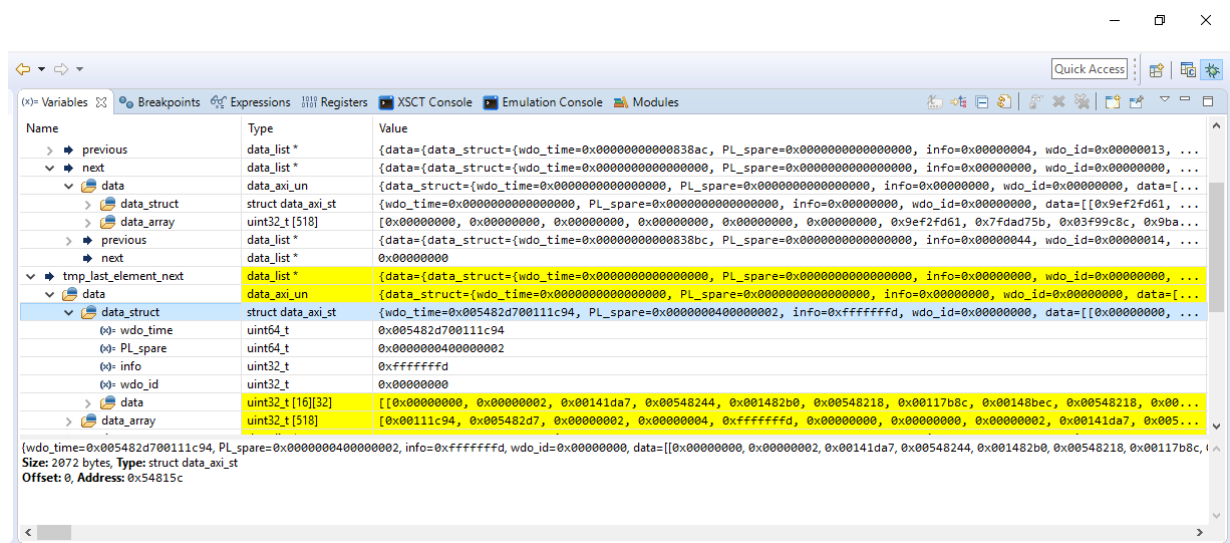 Quick Access
(x)= Variables Breakpoints Expressions Registers XSCT Console Emulation Console Modules
Name Type Value
previous data_list * {data={data_struct={wdo_time=0x00000000000838ac, PL_spare=0x0000000000000000, info=0x00000004, wdo_id=0x00000013, ...
next data_list * {data={data_struct={wdo_time=0x0000000000000000, PL_spare=0x0000000000000000, info=0x00000000, wdo_id=0x00000000, ...
data data_axi_un {data_struct={wdo_time=0x0000000000000000, PL_spare=0x0000000000000000, info=0x00000000, wdo_id=0x00000000, data=[...
data_struct struct data_axi_st {wdo_time=0x0000000000000000, PL_spare=0x0000000000000000, info=0x00000000, wdo_id=0x00000000, data=[[0x9ef2fd61, ...
data_array uint32_t [518] [0x00000000, 0x00000000, 0x00000000, 0x00000000, 0x00000000, 0x00000000, 0x9ef2fd61, 0x7fdad75b, 0x03f99c8c, 0x9ba...
previous data_list * {data={data_struct={wdo_time=0x00000000000838bc, PL_spare=0x0000000000000000, info=0x00000044, wdo_id=0x00000014, ...
next data_list * 0x00000000
tmp_last_element_next data_list * {data={data_struct={wdo_time=0x0000000000000000, PL_spare=0x0000000000000000, info=0x00000000, wdo_id=0x00000000, ...
data data_axi_un {data_struct={wdo_time=0x0000000000000000, PL_spare=0x0000000000000000, info=0x00000000, wdo_id=0x00000000, data=[...
data_struct struct data_axi_st {wdo_time=0x005482d700111c94, PL_spare=0x0000000400000002, info=0xfffffffd, wdo_id=0x00000000, data=[[0x00000000, ...
(x)= wdo_time uint64_t 0x005482d700111c94
(x)= PL_spare uint64_t 0x0000000400000002
(x)= info uint32_t 0xfffffffd
(x)= wdo_id uint32_t 0x00000000
data uint32_t [16][32] [[0x00000000, 0x00000002, 0x00141da7, 0x00548244, 0x001482b0, 0x00548218, 0x00117b8c, 0x00148bec, 0x00548218, 0x00...
data_array uint32_t [518] [0x00111c94, 0x005482d7, 0x00000002, 0x00000004, 0xfffffffd, 0x00000000, 0x00000000, 0x00000002, 0x00141da7, 0x005...
{wdo_time=0x005482d700111c94, PL_spare=0x0000000400000002, info=0xfffffffd, wdo_id=0x00000000, data=[[0x00000000, 0x00000002, 0x00141da7, 0x00548244, 0x001482b0, 0x00548218, 0x00117b8c,
Size: 2072 bytes, Type: struct data_axi_st
Offset: 0, Address: 0x54815c